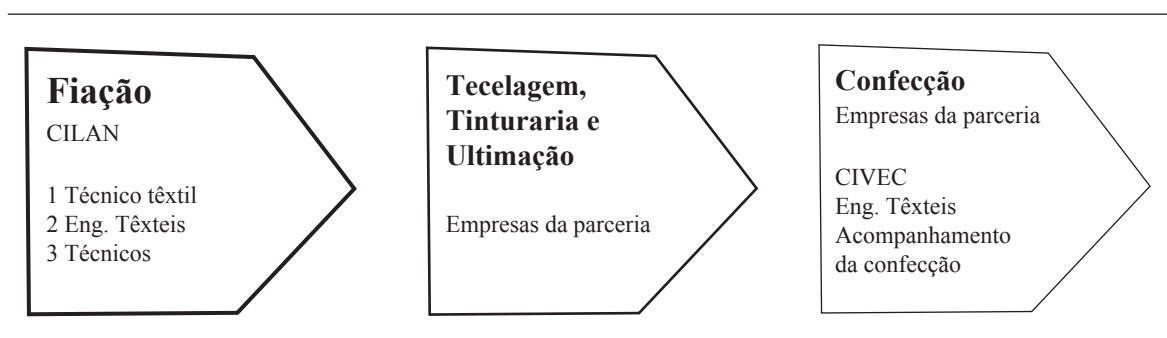 Fiação
CILAN
1 Técnico têxtil
2 Eng. Têxteis
3 Técnicos
Tecelagem,
Tinturaria e
Ultimação
Empresas da parceria
Confecção
Empresas da parceria
CIVEC
Eng. Têxteis
Acompanhamento
da confecção